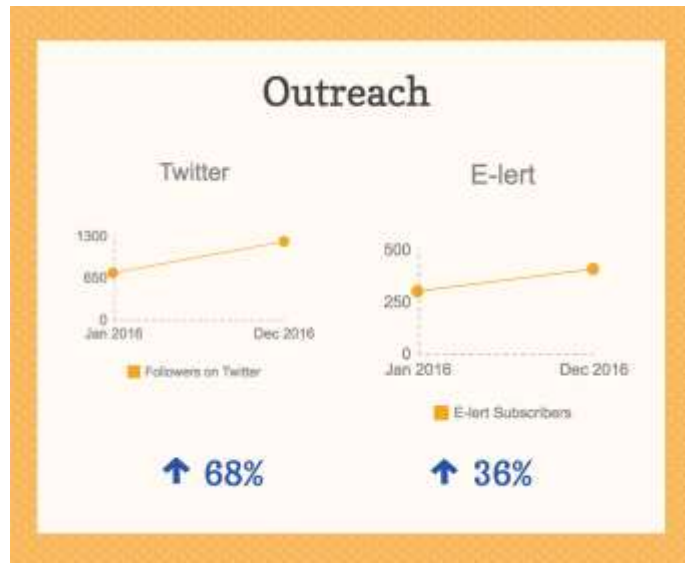 Outreach
Twitter
1300
650
0
Jan 2016 Dec 2016
Followers on Twitter
68%
E-lert
500
250
0
Jan 2016 Dec 2016
E-lert Subscribers
36%